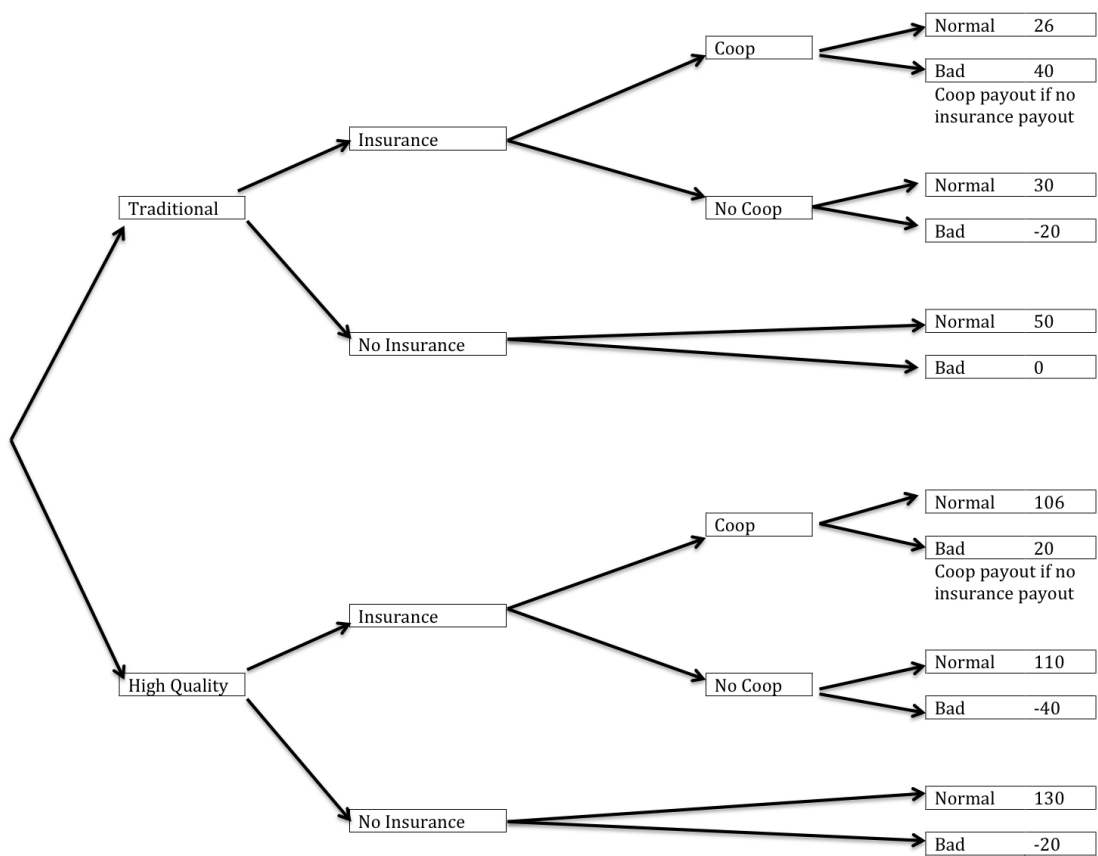 Normal 26
Coop
Bad 40
Coop payout if no
insurance payout
Insurance
Normal 30
Traditional
No Coop
Bad -20
Normal 50
No Insurance
Bad 0
Normal 106
Coop
Bad 20
Coop payout if no
insurance payout
Insurance
Normal 110
High Quality
No Coop
Bad -40
Normal 130
No Insurance
Bad -20